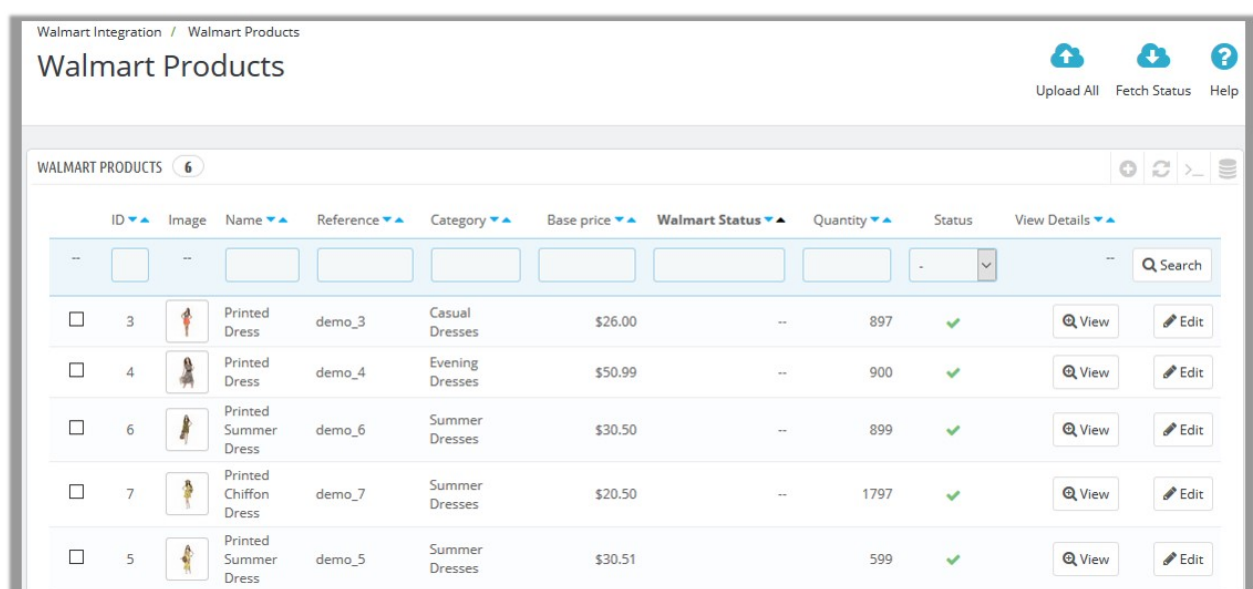 Walmart Integration / Walmart Products
Walmart Products
Upload All Fetch Status Help
WALMART PRODUCTS 6
ID Image Name Reference Category Base price Walmart Status Quantity Status View Details
-- -- - -- Search
3 Printed Dress demo_3 Casual Dresses $26.00 -- 897 View Edit
4 Printed Dress demo_4 Evening Dresses $50.99 -- 900 View Edit
6 Printed Summer Dress demo_6 Summer Dresses $30.50 -- 899 View Edit
7 Printed Chiffon Dress demo_7 Summer Dresses $20.50 -- 1797 View Edit
5 Printed Summer Dress demo_5 Summer Dresses $30.51 599 View Edit